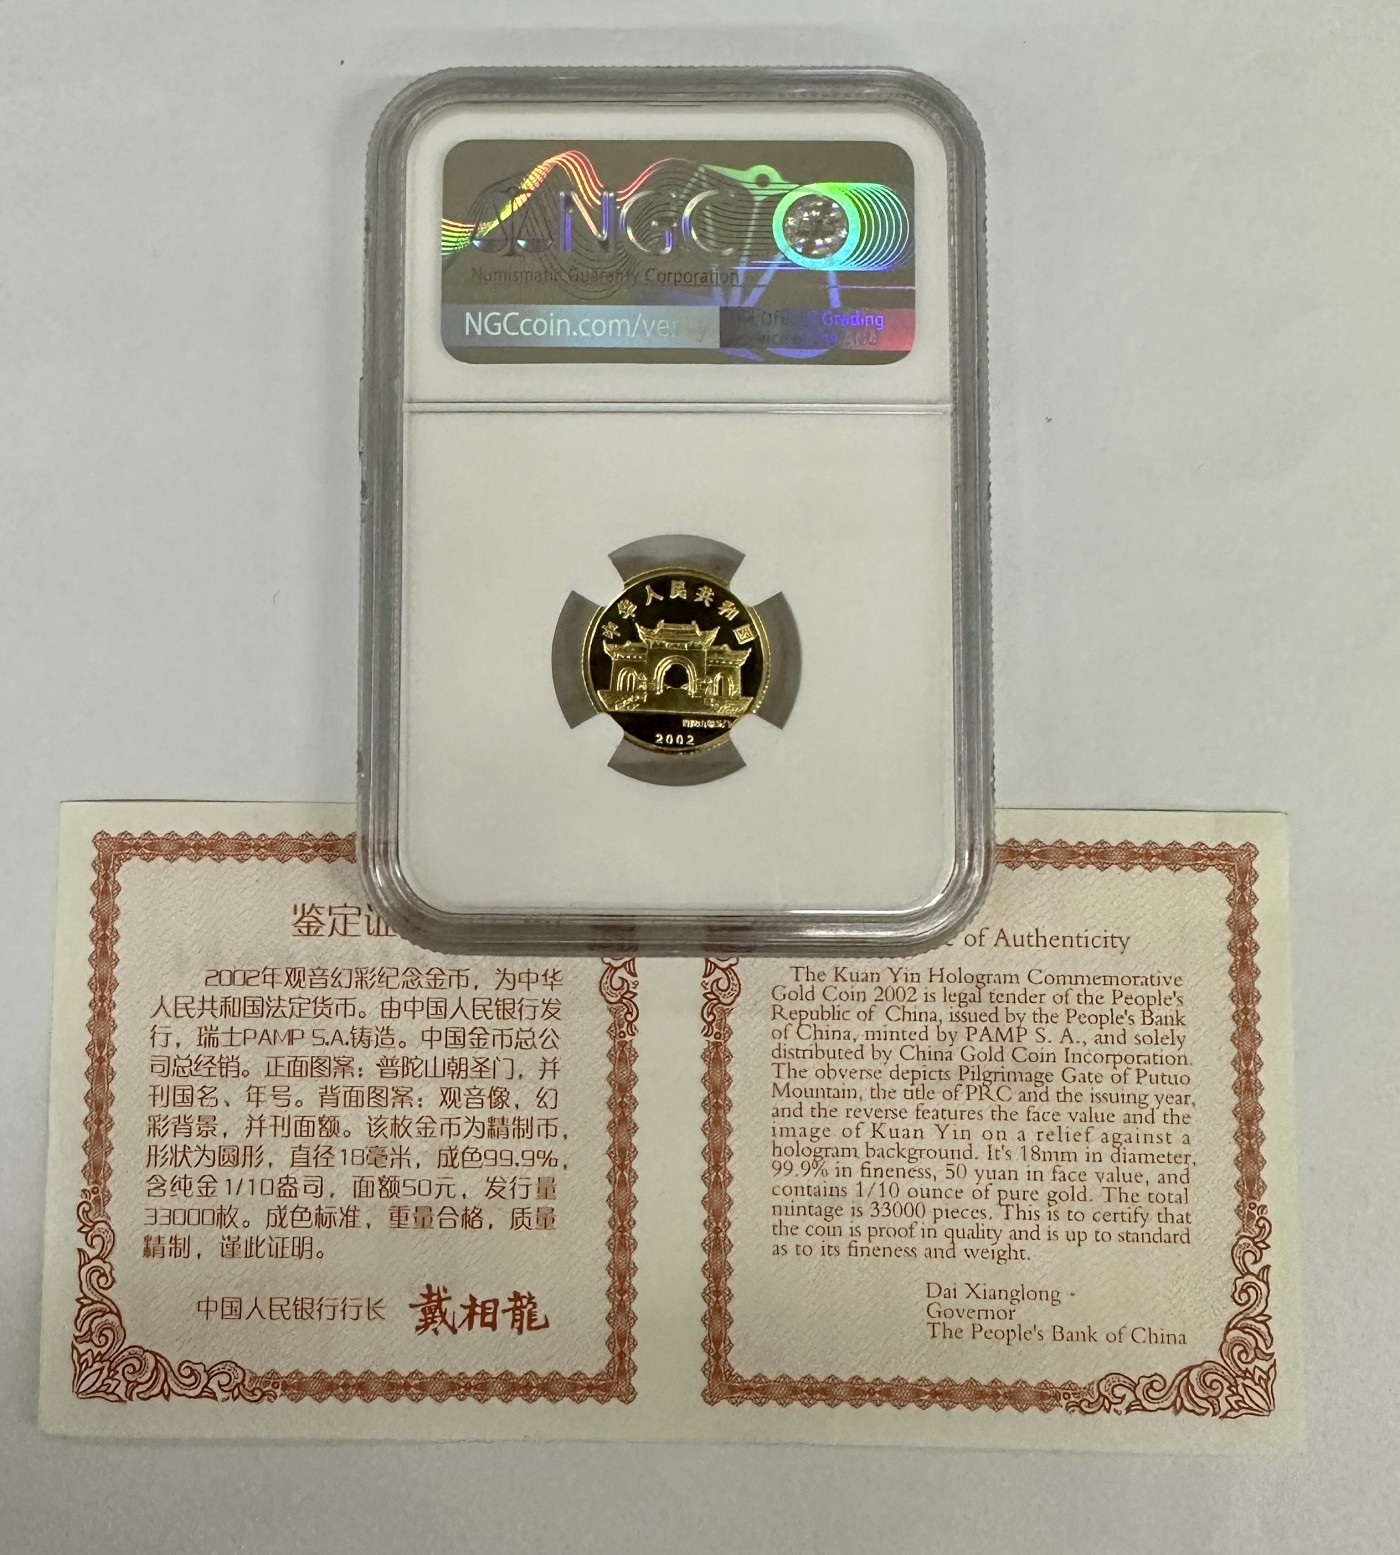 NGC
Numismatic Guaranty Corporation
NGCcoin.com/verify
Grading
中华人民共和国
2002
鉴定证
2002年观音幻彩纪念金币，为中华
人民共和国法定货币。由中国人民银行发
行，瑞士PAMP S.A.铸造。中国金币总公
司总经销。正面图案：普陀山朝圣门，并
刊国名、年号。背面图案：观音像，幻
彩背景，并刊面额。该枚金币为精制币，
形状为圆形，直径18毫米，成色99.9%，
含纯金1/10盎司，面额50元，发行量
33000枚。成色标准，重量合格，质量
精制，谨此证明。
中国人民银行行长 戴相龍
of Authenticity
The Kuan Yin Hologram Commemorative
Gold Coin 2002 is legal tender of the People's
Republic of China, issued by the People's Bank
of China, minted by PAMP S. A., and solely
distributed by China Gold Coin Incorporation.
The obverse depicts Pilgrimage Gate of Putuo
Mountain, the title of PRC and the issuing year,
and the reverse features the face value and the
image of Kuan Yin on a relief against a
hologram background. It's 18mm in diameter,
99.9% in fineness, 50 yuan in face value, and
contains 1/10 ounce of pure gold. The total
mintage is 33000 pieces. This is to certify that
the coin is proof in quality and is up to standard
as to its fineness and weight.
Dai Xianglong -
Governor
The People's Bank of China